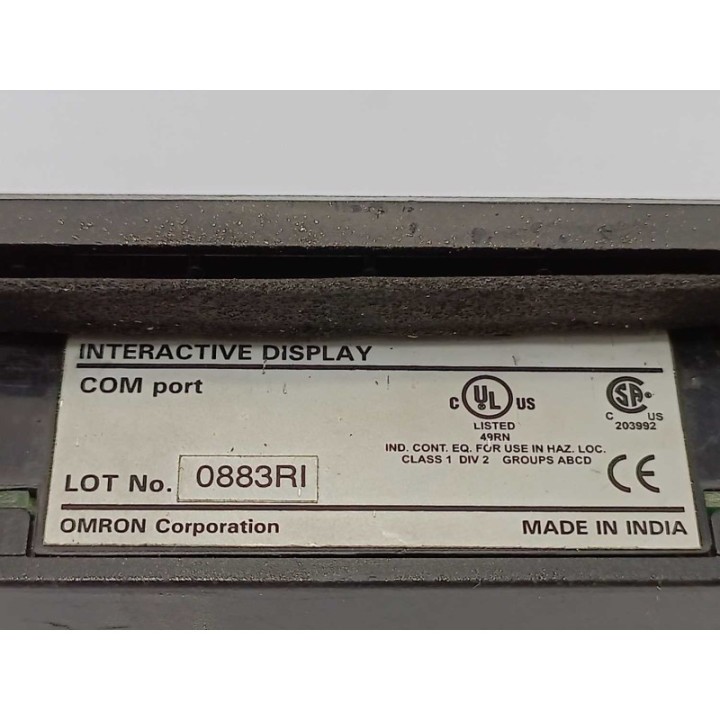 INTERACTIVE DISPLAY
COM port
C UL US
LISTED
49RN
IND. CONT. EQ. FOR USE IN HAZ. LOC.
CLASS 1 DIV 2 GROUPS ABCD
SA
C US
203992
LOT No. 0883RI
CE
OMRON Corporation
MADE IN INDIA